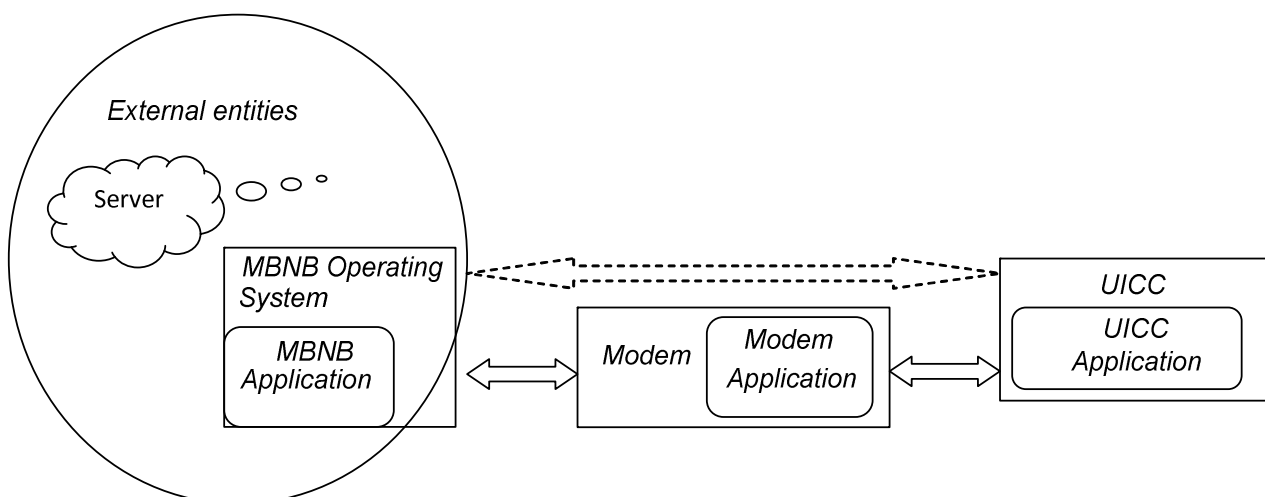 External entities
Server
MBNB Operating
System
MBNB
Application
Modem
Modem
Application
UICC
UICC
Application